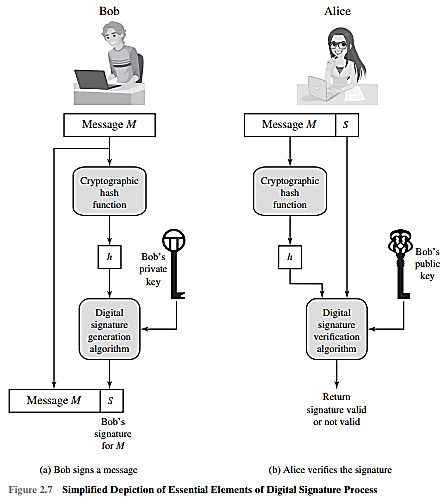 Bob
Alice
Message M
Cryptographic
hash
function
h
Bob's
private
key
Digital
signature
generation
algorithm
Message M
S
Bob's
signature
for M
Message M
S
Cryptographic
hash
function
h
Bob's
public
key
Digital
signature
verification
algorithm
Return
signature valid
or not valid
(a) Bob signs a message
(b) Alice verifies the signature
Figure 2.7 Simplified Depiction of Essential Elements of Digital Signature Process